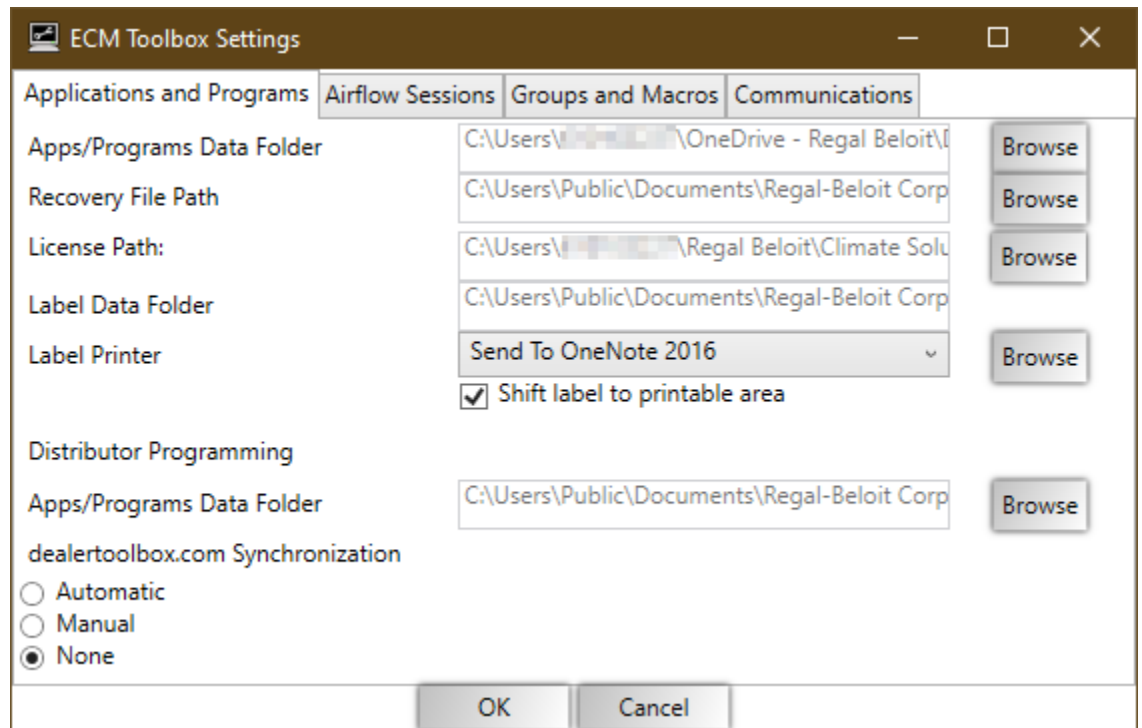 ECM Toolbox Settings
Applications and Programs Airflow Sessions Groups and Macros Communications
Apps/Programs Data Folder C:\Users\ \OneDrive - Regal Beloit\ Browse
Recovery File Path C:\Users\Public\Documents\Regal-Beloit Corp Browse
License Path: C:\Users\ \Regal Beloit\Climate Solu Browse
Label Data Folder C:\Users\Public\Documents\Regal-Beloit Corp
Label Printer Send To OneNote 2016 Browse
Shift label to printable area
Distributor Programming
Apps/Programs Data Folder C:\Users\Public\Documents\Regal-Beloit Corp Browse
dealertoolbox.com Synchronization
Automatic
Manual
None
OK Cancel